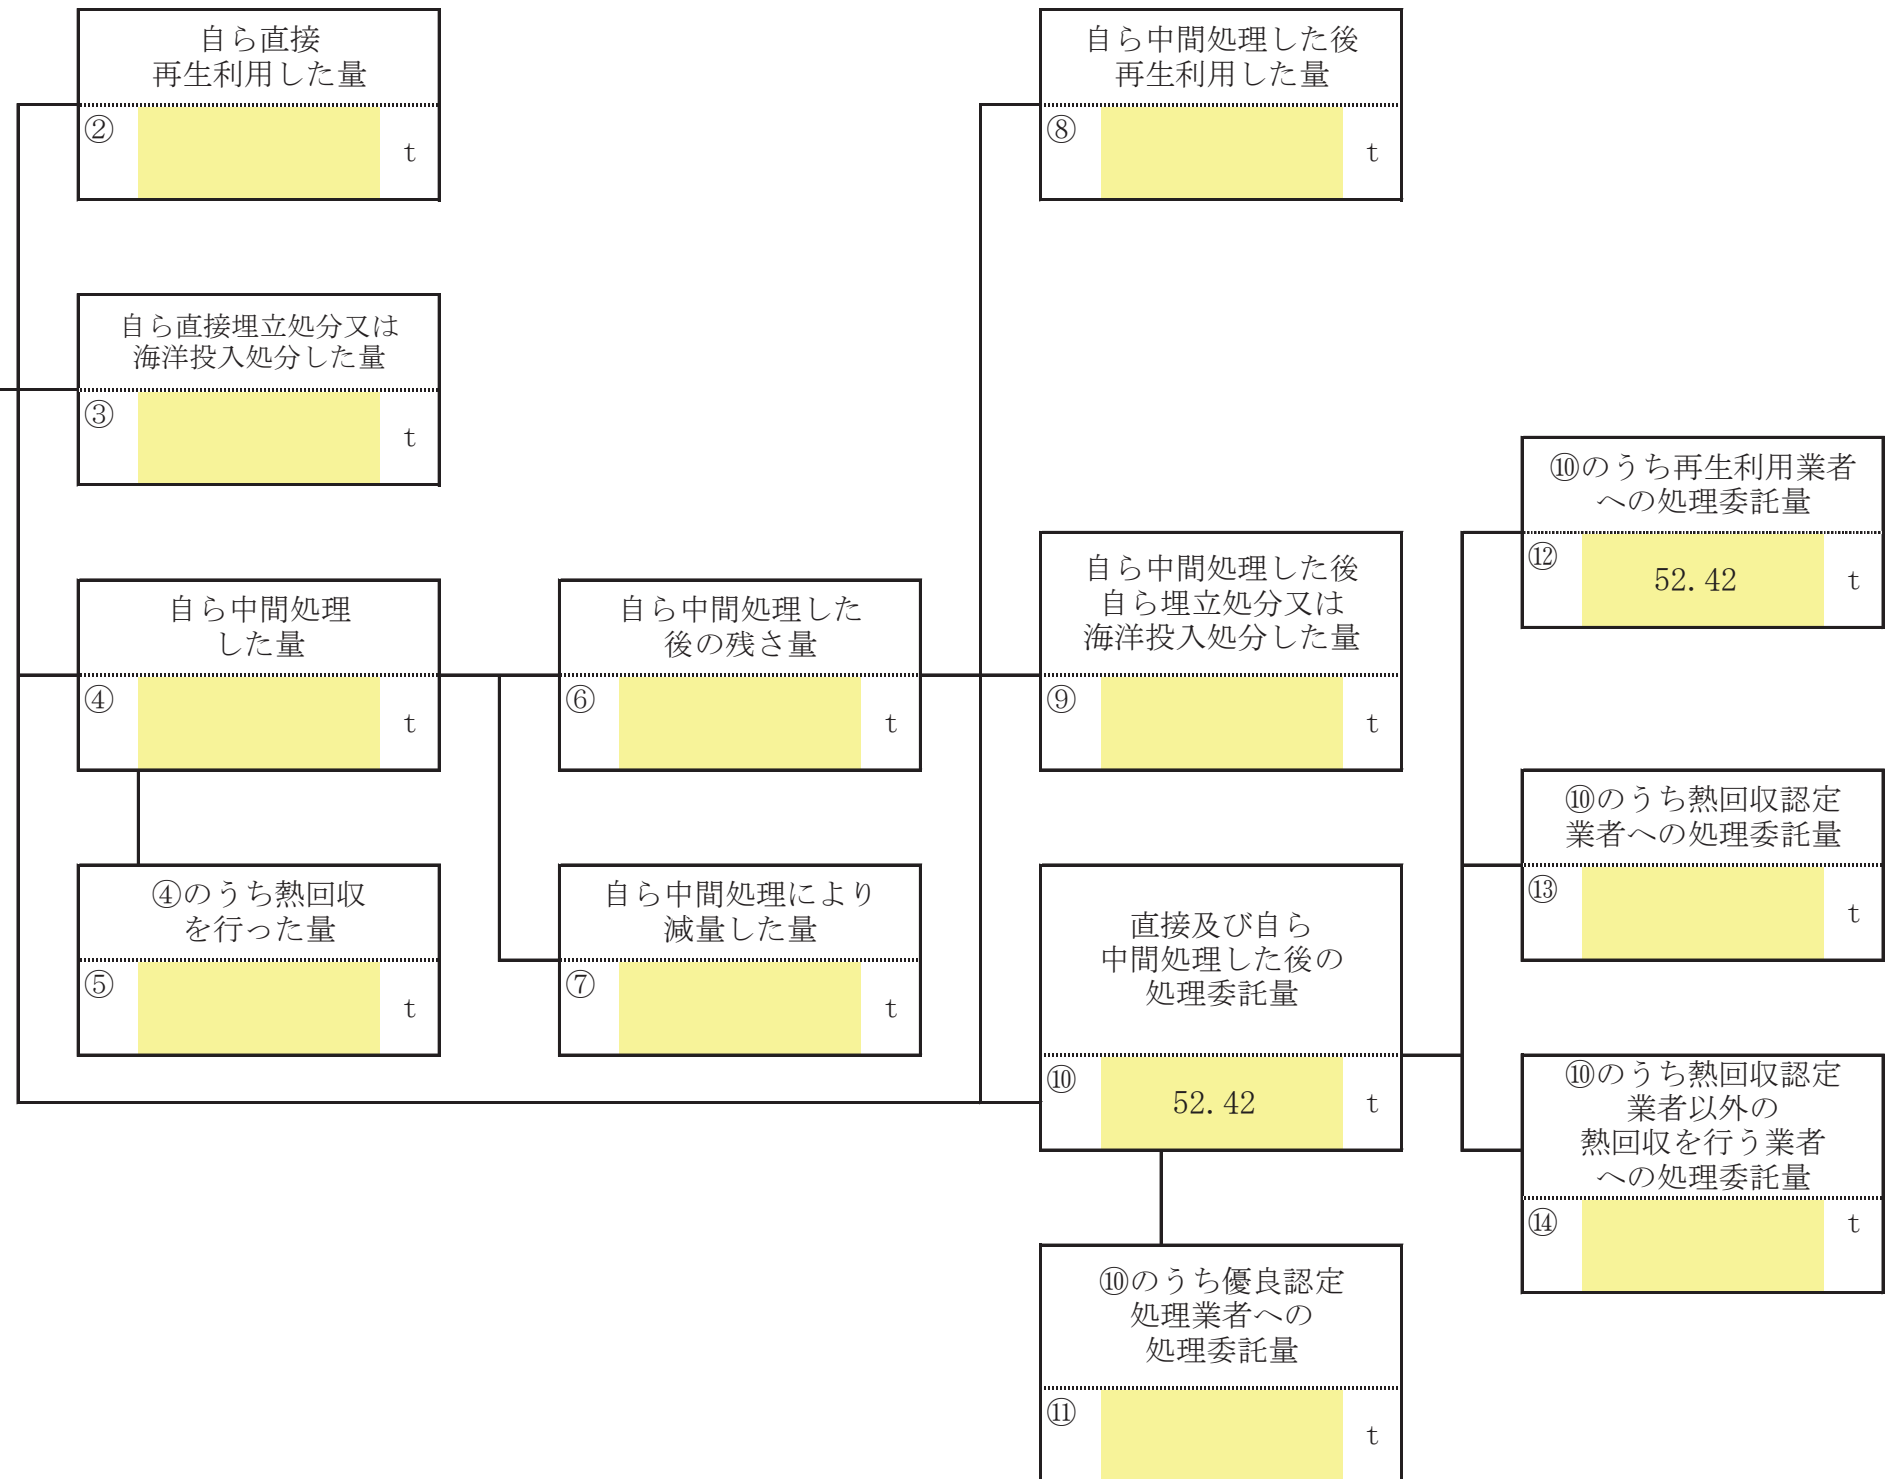 自ら直接
再生利用した量
②
t
自ら中間処理した後
再生利用した量
⑧
t
自ら直接埋立処分又は
海洋投入処分した量
③
t
⑩のうち再生利用業者
への処理委託量
⑫
52.42
t
自ら中間処理
した量
④
t
自ら中間処理した
後の残さ量
⑥
t
自ら中間処理した後
自ら埋立処分又は
海洋投入処分した量
⑨
t
⑩のうち熱回収認定
業者への処理委託量
⑬
t
④のうち熱回収
を行った量
⑤
t
自ら中間処理により
減量した量
⑦
t
直接及び自ら
中間処理した後の
処理委託量
⑩
52.42
t
⑩のうち熱回収認定
業者以外の
熱回収を行う業者
への処理委託量
⑭
t
⑩のうち優良認定
処理業者への
処理委託量
⑪
t